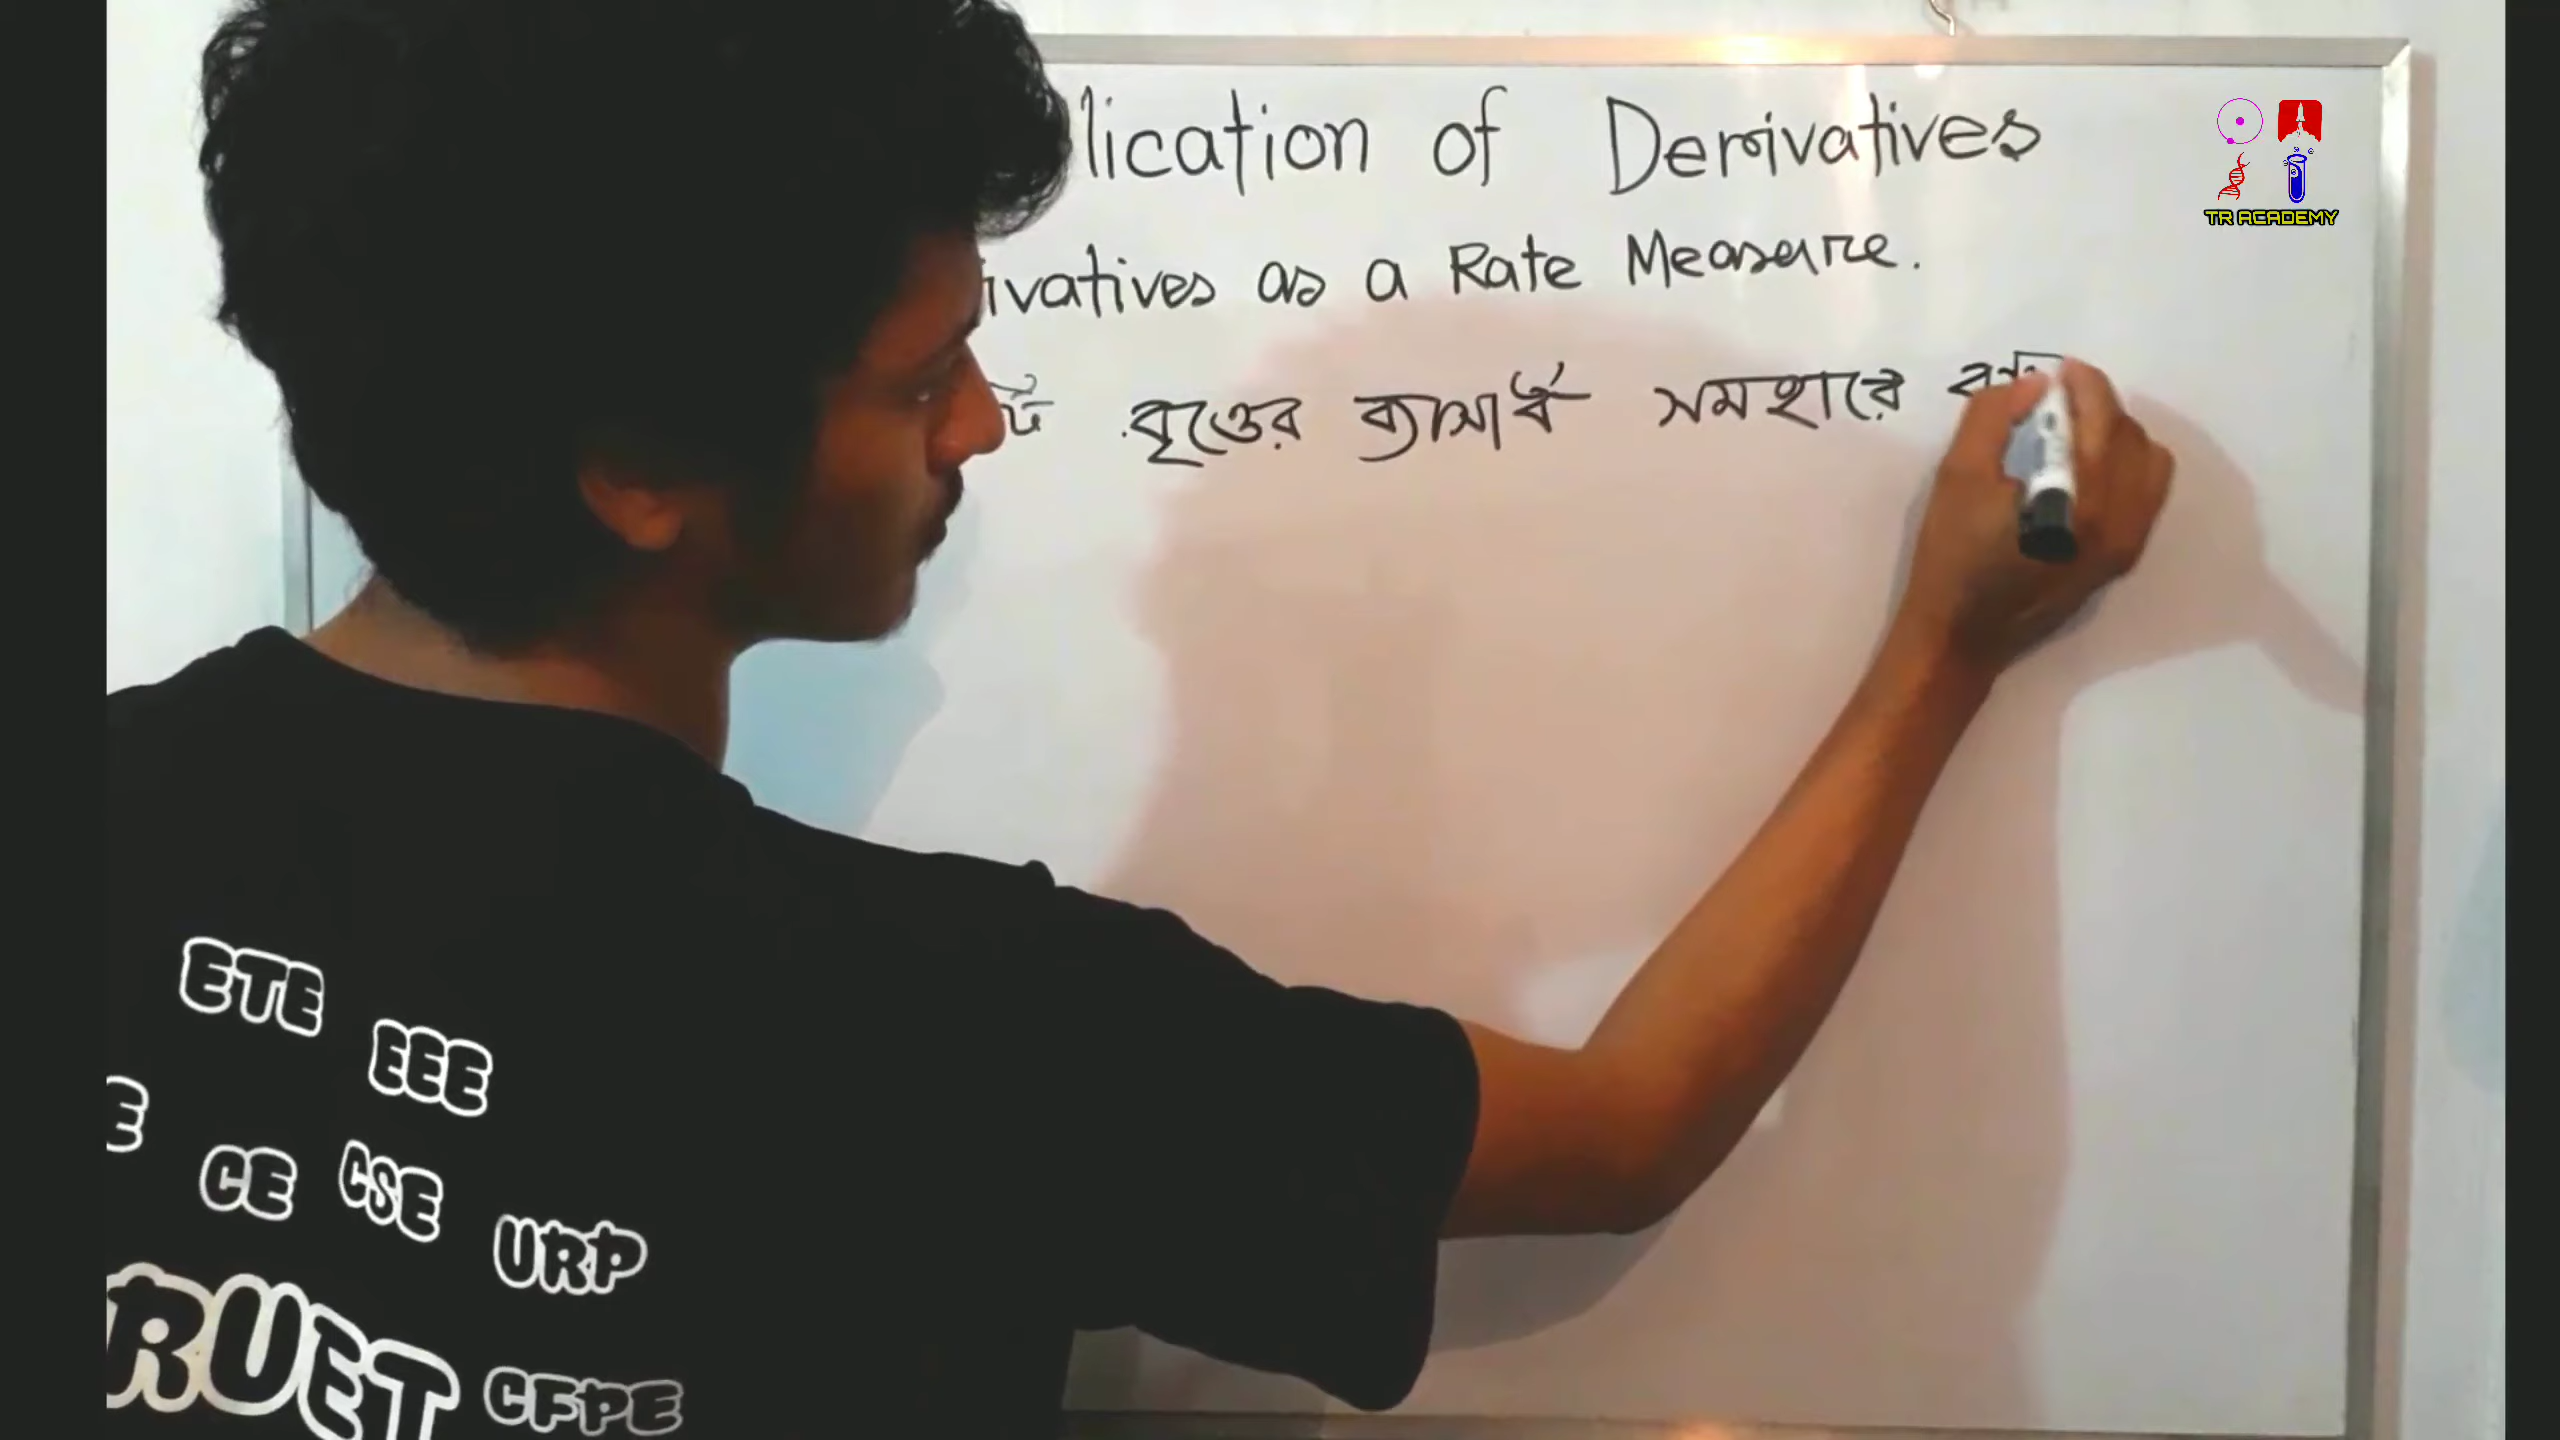 lication of Derivatives
ivatives as a Rate Measure.
টি বৃত্তের ব্যাসার্ধ সমহারে
TR ACADEMY
ETE
EEE
E
CE CSE URP
RUET CFPE